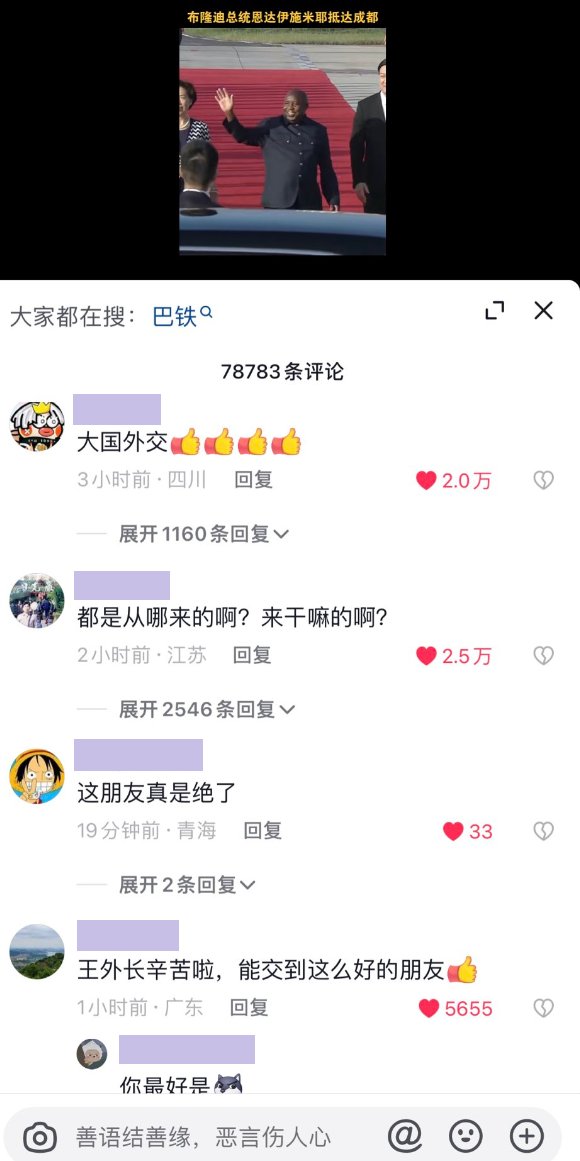 布隆迪总统恩达伊施米耶抵达成都
大家都在搜：巴铁
78783条评论
大国外交👍👍👍👍
3小时前·四川 回复 2.0万
展开1160条回复
都是从哪来的啊？来干嘛的啊？
2小时前·江苏 回复 2.5万
展开2546条回复
这朋友真是绝了
19分钟前·青海 回复 33
展开2条回复
王外长辛苦啦，能交到这么好的朋友👍
1小时前·广东 回复 5655
你最好是
善语结善缘，恶言伤人心 @